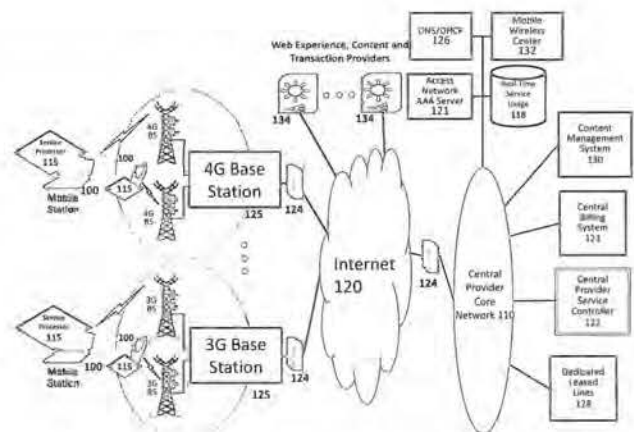 DNS/DHCP
126
Mobile
Wireless
Center
132
Web Experience, Content and
Transaction Providers
134
134
Access
Network
AAA Server
121
Real-Time
Service
Usage
118
Content Management
System
130
Central
Billing
System
121
Central
Provider
Service
Controller
122
Dedicated
Leased
Lines
128
Central
Provider
Core
Network 110
124
Internet
120
Service
Processor
115
100
Mobile
Station
100
115
4G
BS
4G
BS
4G Base
Station
125
124
Service
Processor
115
100
Mobile
Station
100
115
3G
BS
3G
BS
3G Base
Station
125
124